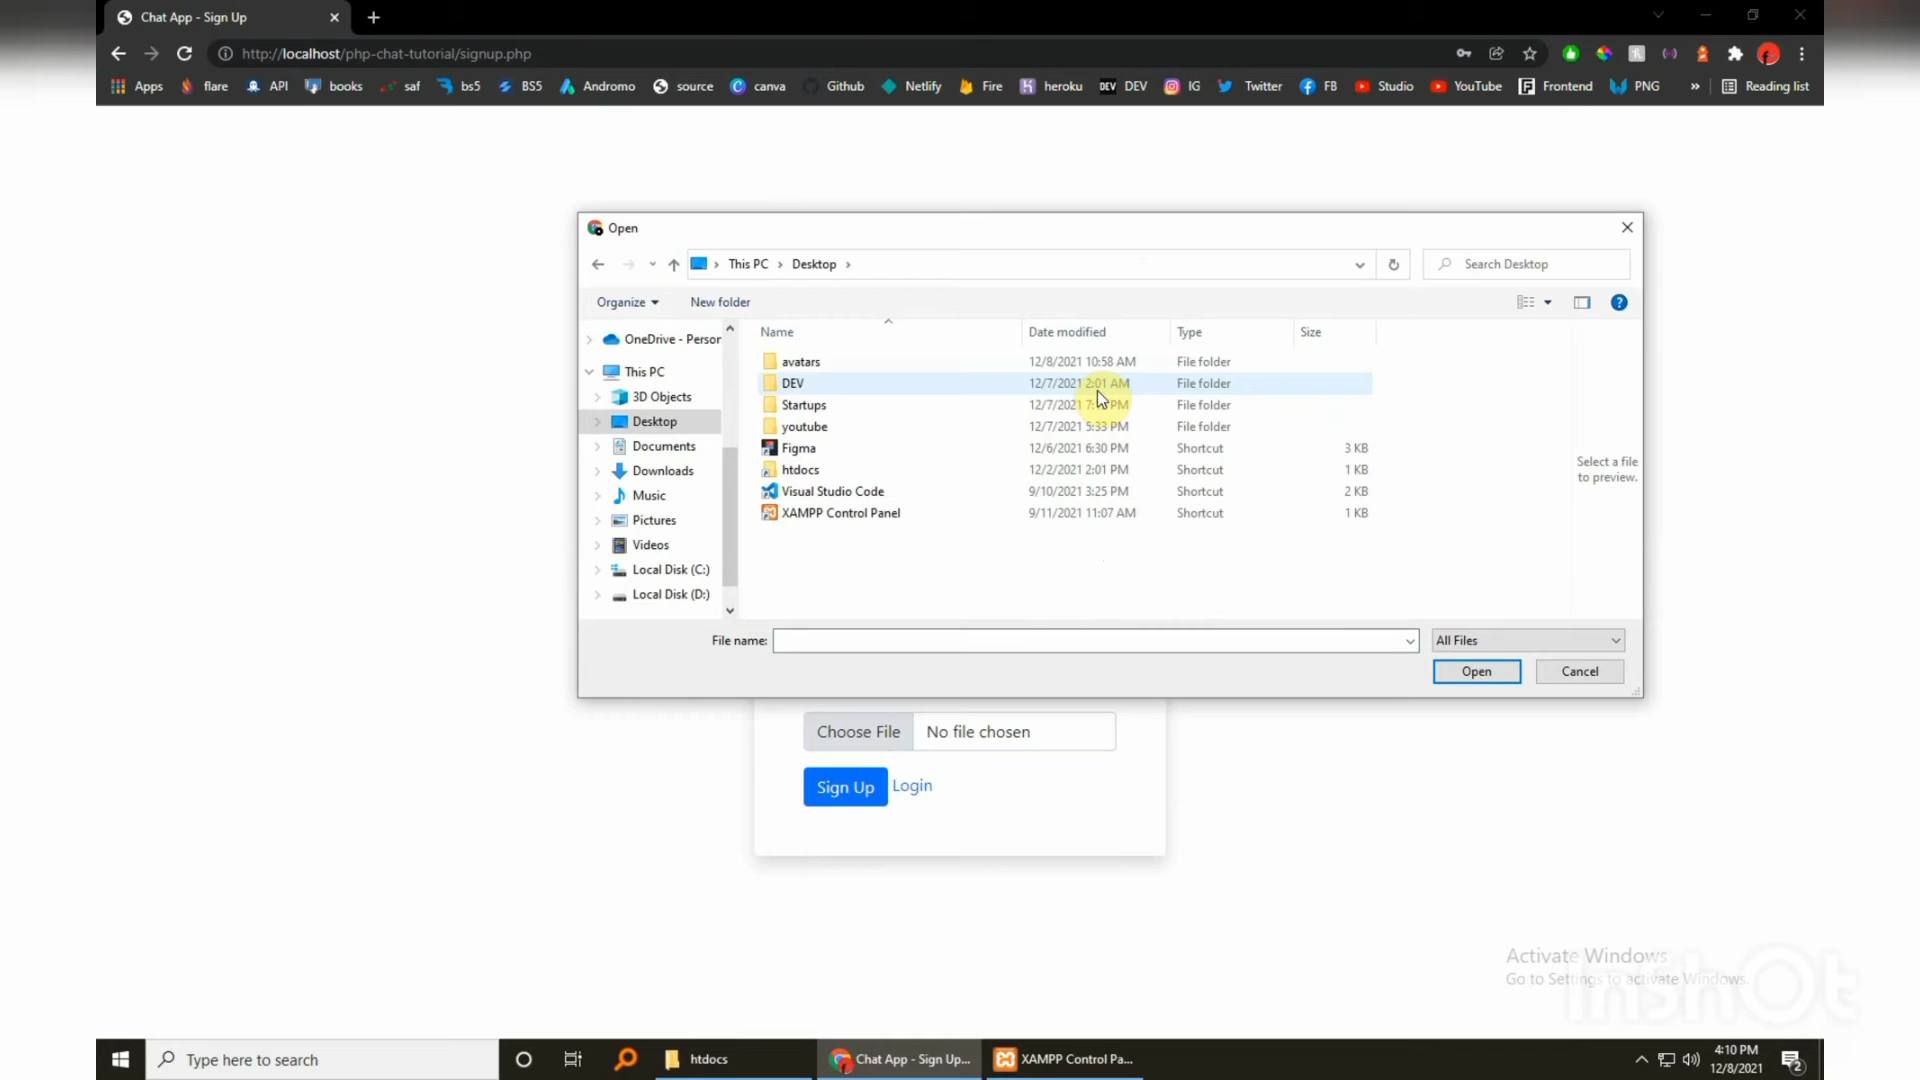 Chat App - Sign Up
http://localhost/php-chat-tutorial/signup.php
Apps flare API books saf bs5 BS5 Andromo source canva Github Netlify Fire heroku DEV DEV IG Twitter FB Studio YouTube Frontend PNG » Reading list
Open
This PC > Desktop >
Search Desktop
Organize New folder
Name Date modified Type Size
OneDrive - Person
This PC
3D Objects
Desktop
Documents
Downloads
Music
Pictures
Videos
Local Disk (C:)
Local Disk (D:)
avatars 12/8/2021 10:58 AM File folder
DEV 12/7/2021 2:01 AM File folder
Startups 12/7/2021 7: PM File folder
youtube 12/7/2021 5:33 PM File folder
Figma 12/6/2021 6:30 PM Shortcut 3 KB
htdocs 12/2/2021 2:01 PM Shortcut 1 KB
Visual Studio Code 9/10/2021 3:25 PM Shortcut 2 KB
XAMPP Control Panel 9/11/2021 11:07 AM Shortcut 1 KB
Select a file
to preview.
File name:
All Files
Open Cancel
Choose File No file chosen
Sign Up Login
Activate Windows
Go to Settings to activate Windows.
InShOt
Type here to search
htdocs
Chat App - Sign Up...
XAMPP Control Pa...
4:10 PM
12/8/2021
2